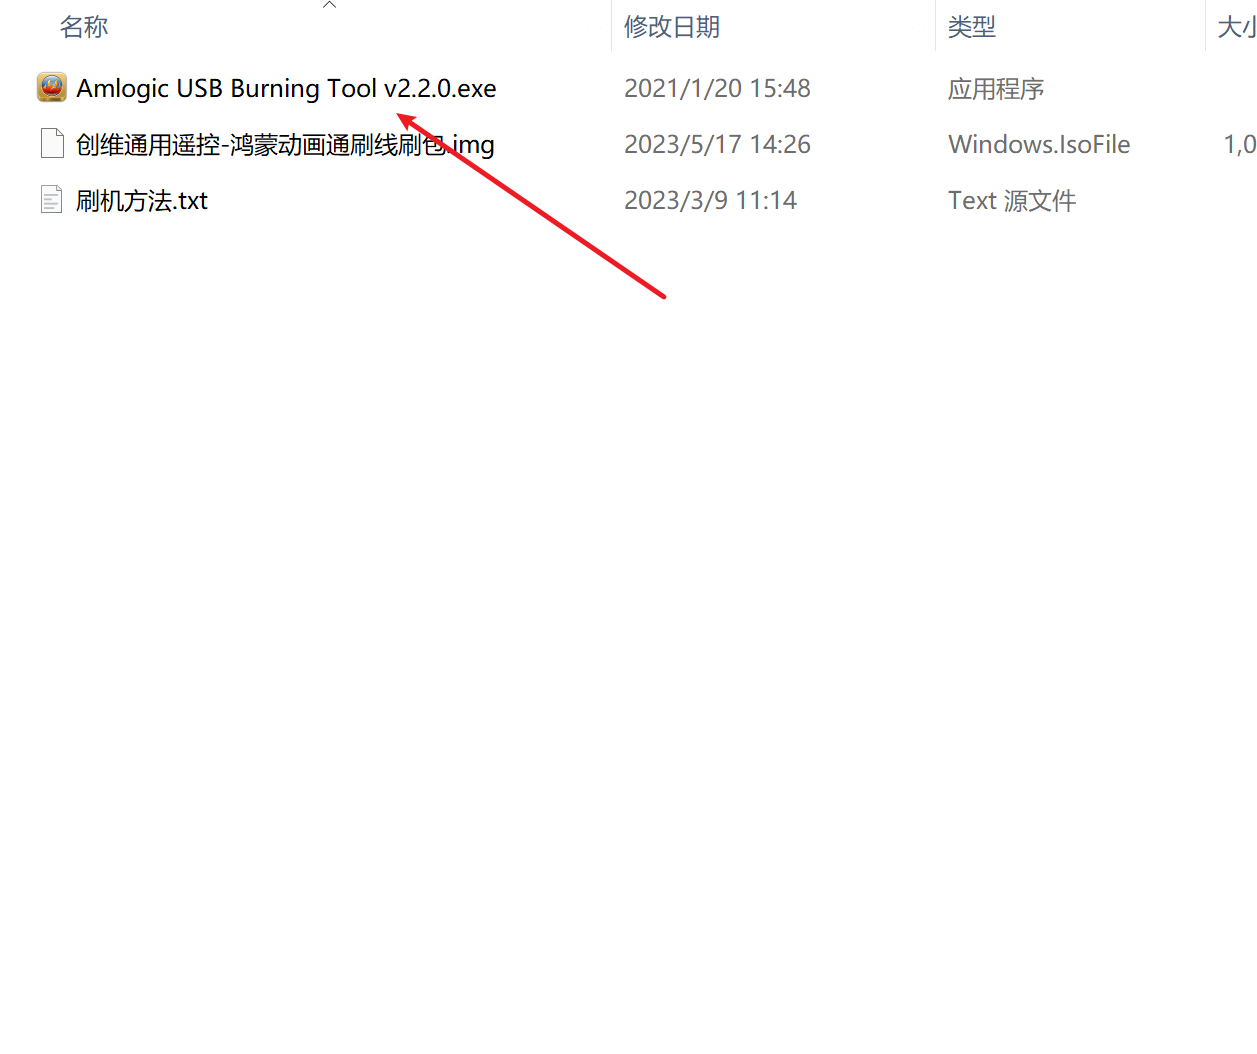 名称 修改日期 类型 大小
Amlogic USB Burning Tool v2.2.0.exe 2021/1/20 15:48 应用程序
创维通用遥控-鸿蒙动画通刷线刷包.img 2023/5/17 14:26 Windows.IsoFile 1,0
刷机方法.txt 2023/3/9 11:14 Text 源文件